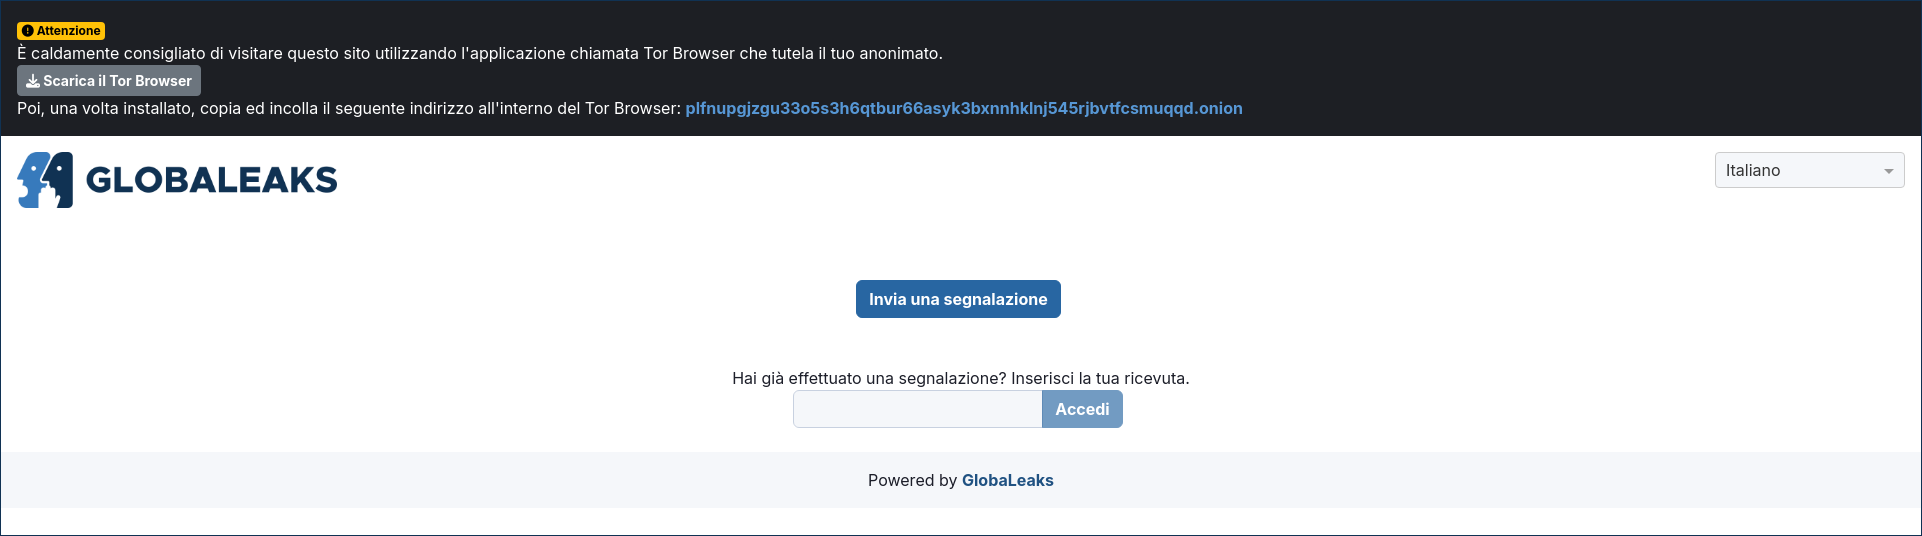 Attenzione
È caldamente consigliato di visitare questo sito utilizzando l'applicazione chiamata Tor Browser che tutela il tuo anonimato.
Scarica il Tor Browser
Poi, una volta installato, copia ed incolla il seguente indirizzo all'interno del Tor Browser: plfnupgjzgu33o5s3h6qtbur66asyk3bxnnhklnj545rjbvtfcsmuqqd.onion
GLOBALEAKS
Italiano
Invia una segnalazione
Hai già effettuato una segnalazione? Inserisci la tua ricevuta.
Accedi
Powered by GlobaLeaks